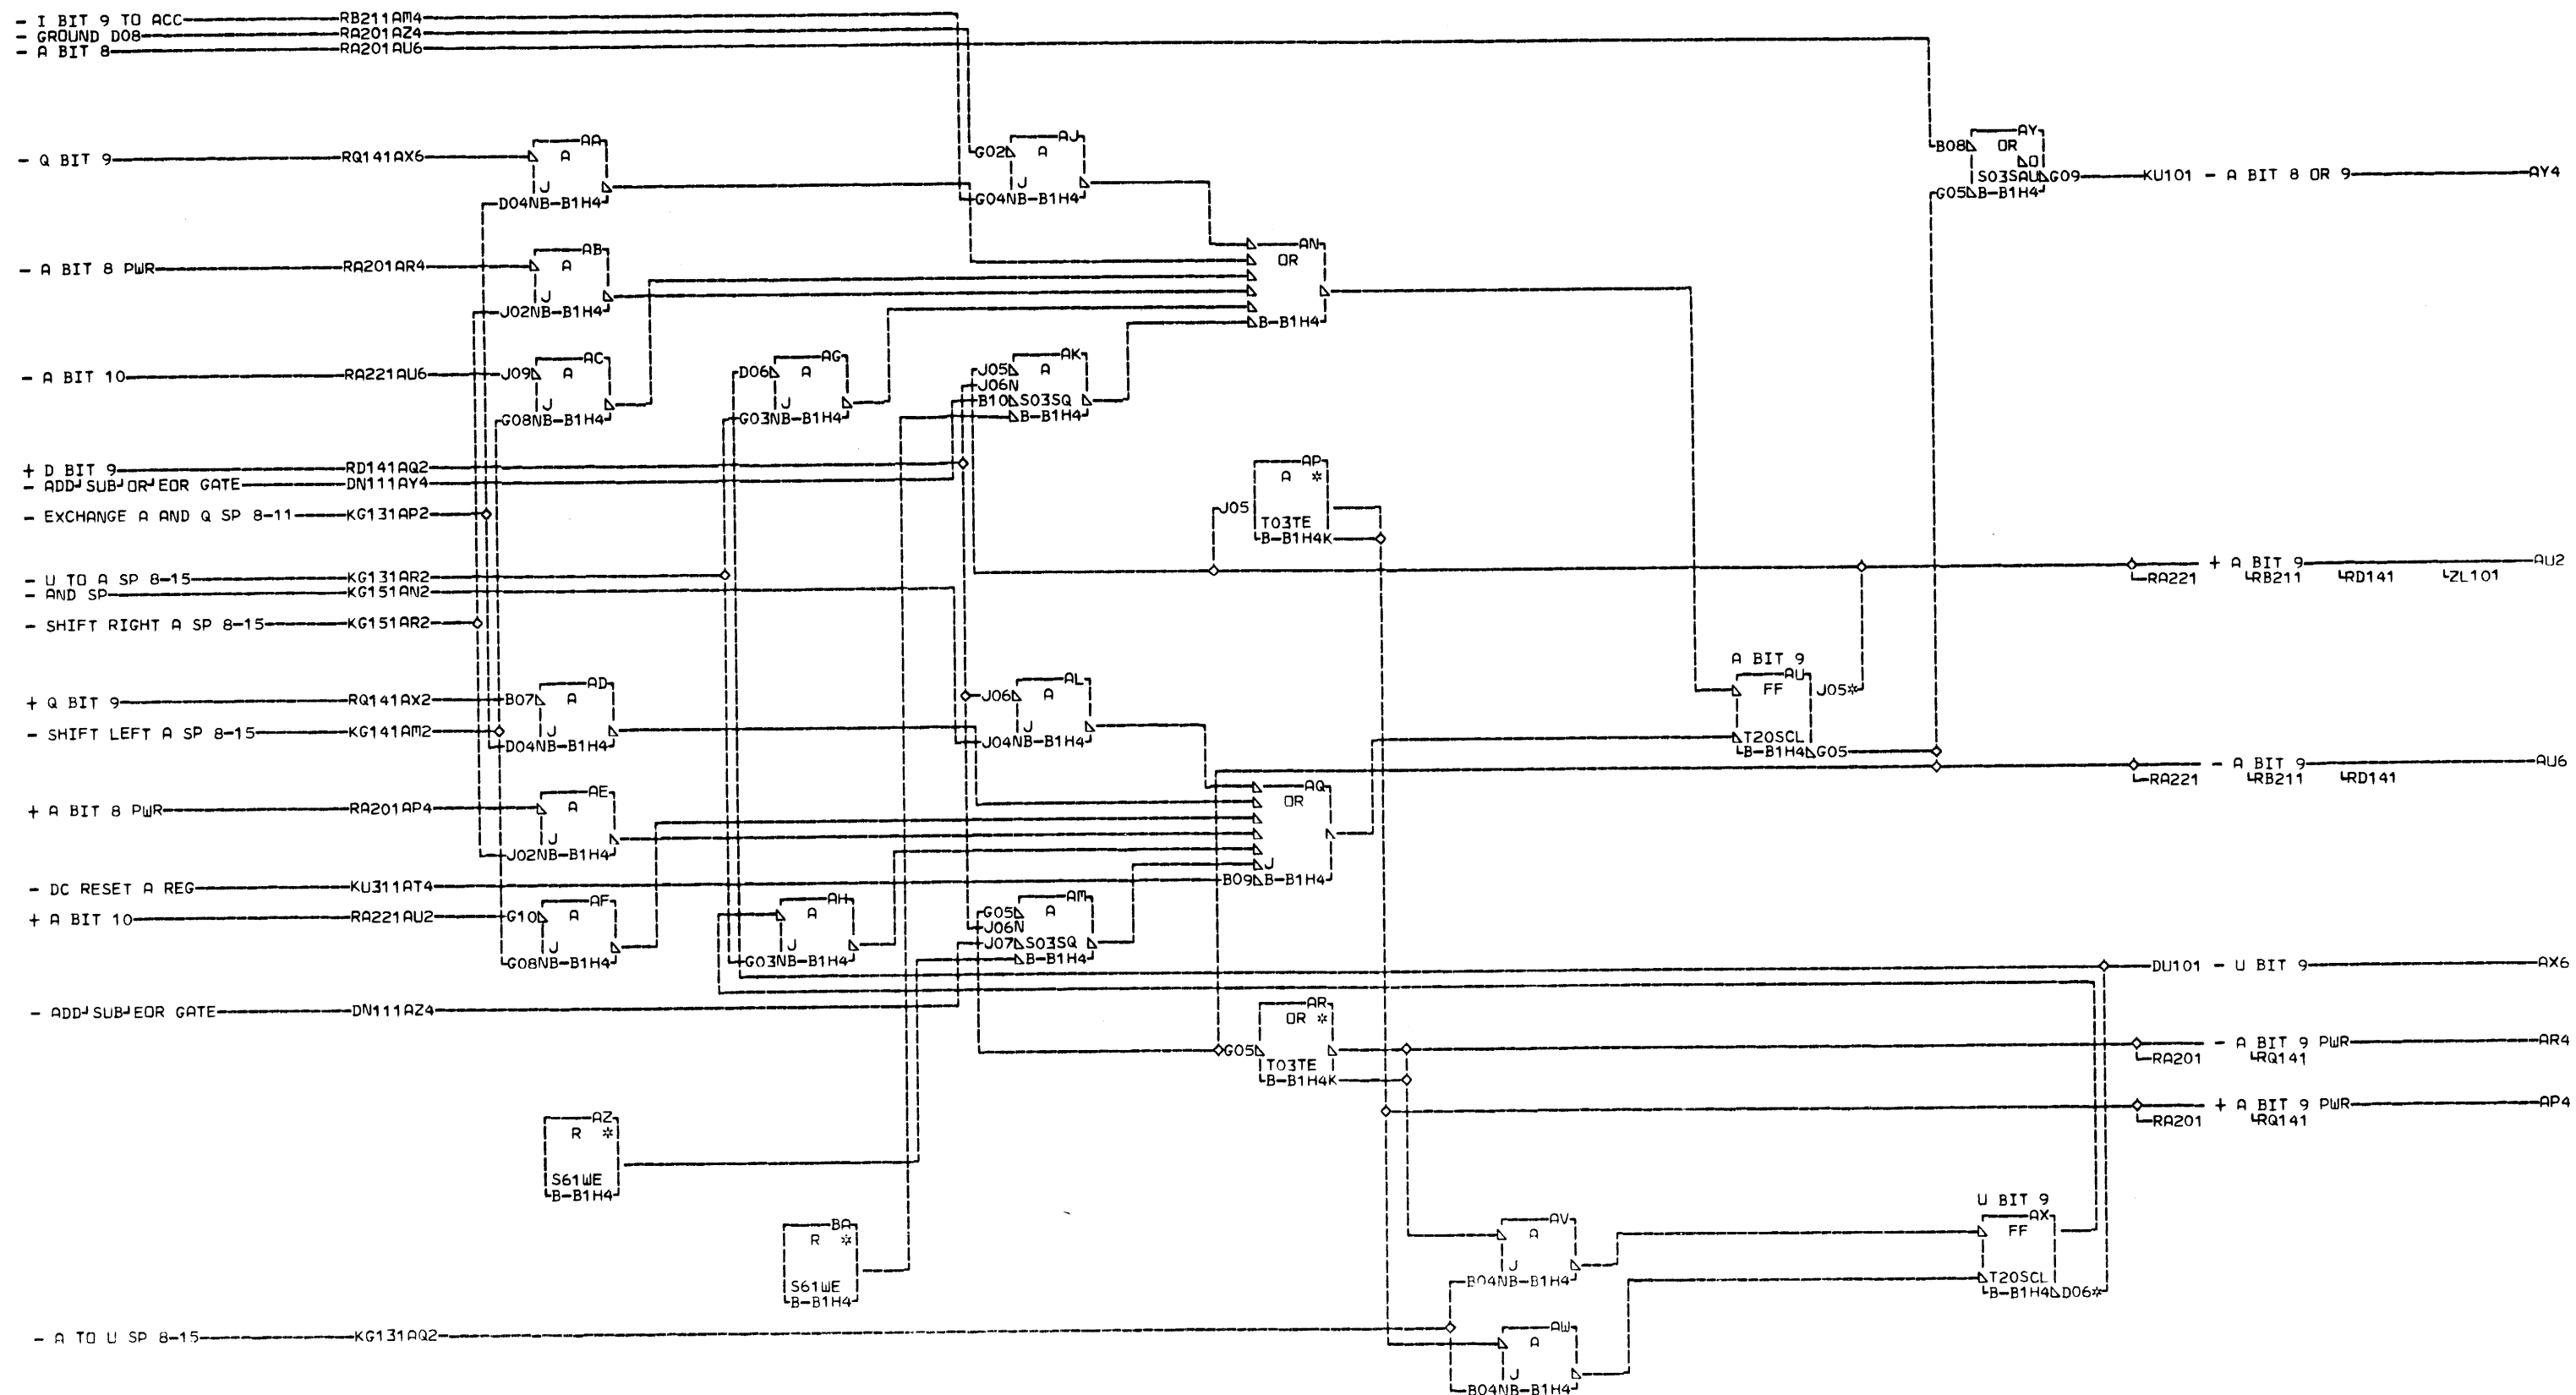 - I BIT 9 TO ACC RB211AM4
- GROUND D08 RA201AZ4
- A BIT 8 RA201AU6
- Q BIT 9 RQ141AX6
AA
A
J
D04NB-B1H4
AJ
G02 A
J
G04NB-B1H4
AY
B08 OR
D
S03SAU G09 KU101 - A BIT 8 OR 9 AY4
G05 B-B1H4
- A BIT 8 PWR RA201AR4
AB
A
J
J02NB-B1H4
AN
OR
B-B1H4
- A BIT 10 RA221AU6
AC
J09 A
J
G08NB-B1H4
AG
D06 A
J
G03NB-B1H4
AK
J05 A
J06N
B10 S03SQ
B-B1H4
+ D BIT 9 RD141AQ2
- ADD┘SUB┘OR┘EOR GATE DN111AY4
- EXCHANGE A AND Q SP 8-11 KG131AP2
AP
A *
J05
T03TE
B-B1H4K
- U TO A SP 8-15 KG131AR2
- AND SP KG151AN2
- SHIFT RIGHT A SP 8-15 KG151AR2
+ A BIT 9 AU2
RA221 RB211 RD141 ZL101
A BIT 9
AU
FF J05*
T20SCL
B-B1H4 G05
+ Q BIT 9 RQ141AX2
- SHIFT LEFT A SP 8-15 KG141AM2
AD
B07 A
J
D04NB-B1H4
AL
J06 A
J
J04NB-B1H4
- A BIT 9 AU6
RA221 RB211 RD141
+ A BIT 8 PWR RA201AP4
AE
A
J
J02NB-B1H4
AQ
OR
J
B09 B-B1H4
- DC RESET A REG KU311AT4
+ A BIT 10 RA221AU2
AF
G10 A
J
G08NB-B1H4
AH
A
J
G03NB-B1H4
AM
G05 A
J06N
J07 S03SQ
B-B1H4
DU101 - U BIT 9 AX6
- ADD┘SUB┘EOR GATE DN111AZ4
AR
OR *
G05
T03TE
B-B1H4K
- A BIT 9 PWR AR4
RA201 RQ141
+ A BIT 9 PWR AP4
RA201 RQ141
AZ
R *
S61WE
B-B1H4
BA
R *
S61WE
B-B1H4
AV
A
J
B04NB-B1H4
U BIT 9
AX
FF
T20SCL
B-B1H4 D06*
- A TO U SP 8-15 KG131AQ2
AW
A
J
B04NB-B1H4